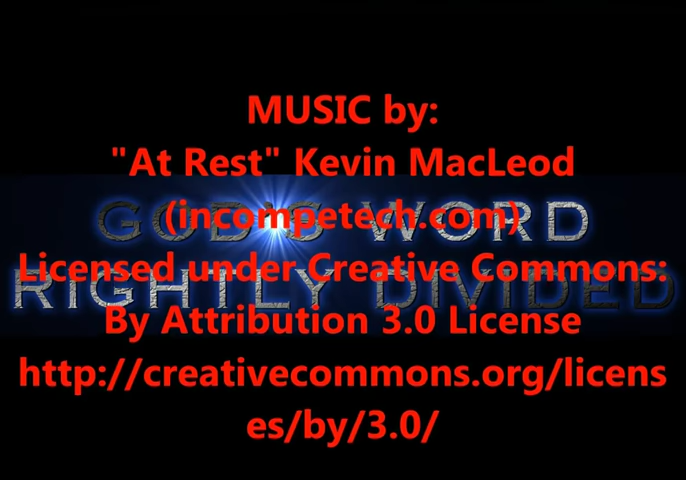 MUSIC by:
"At Rest" Kevin MacLeod
(incompetech.com)
GOD'S WORD
Licensed under Creative Commons:
RIGHTLY DIVIDED
By Attribution 3.0 License
http://creativecommons.org/licens
es/by/3.0/